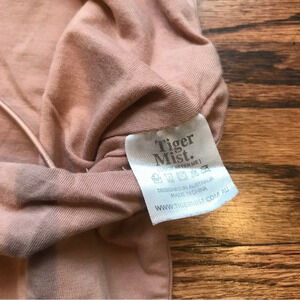 Tiger
Mist.
DESIGNED IN AUSTRALIA
MADE IN CHINA
WWW.TIGERMIST.COM.AU